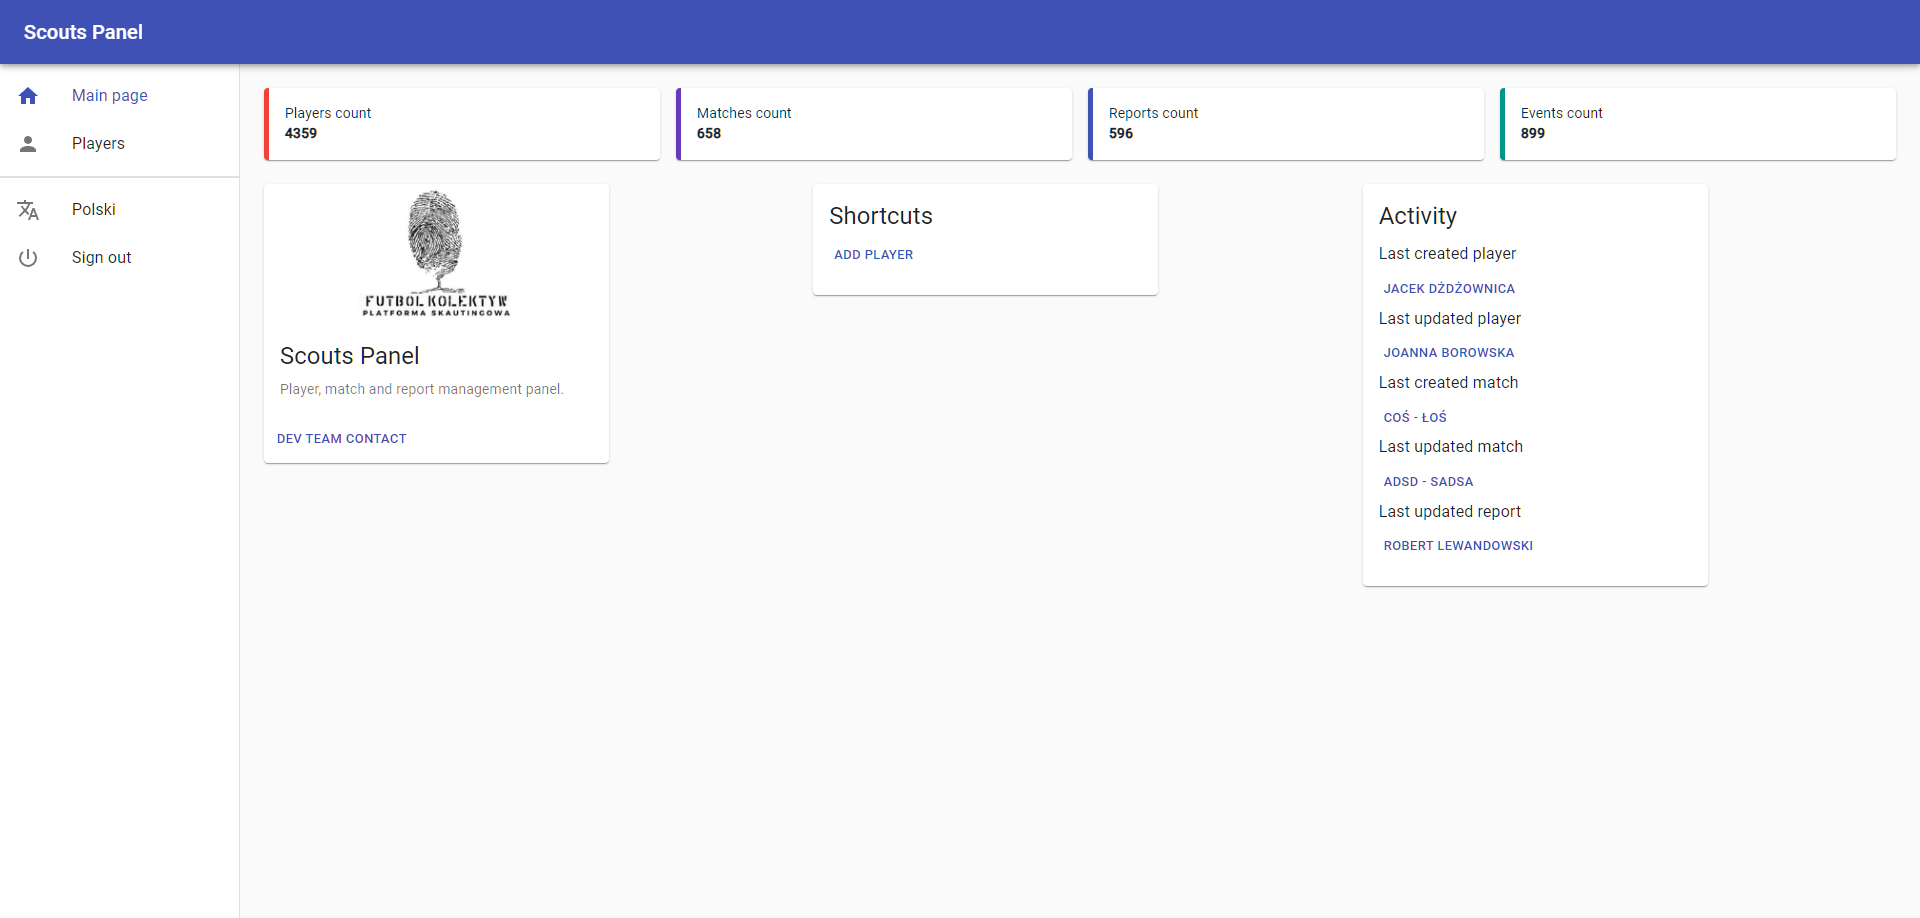 Scouts Panel
Main page
Players
Polski
Sign out
Players count
4359
Matches count
658
Reports count
596
Events count
899
FUTBOL KOLEKTYW
PLATFORMA SKAUTINGOWA
Scouts Panel
Player, match and report management panel.
DEV TEAM CONTACT
Shortcuts
ADD PLAYER
Activity
Last created player
JACEK DŻDŻOWNICA
Last updated player
JOANNA BOROWSKA
Last created match
COŚ - ŁOŚ
Last updated match
ADSD - SADSA
Last updated report
ROBERT LEWANDOWSKI